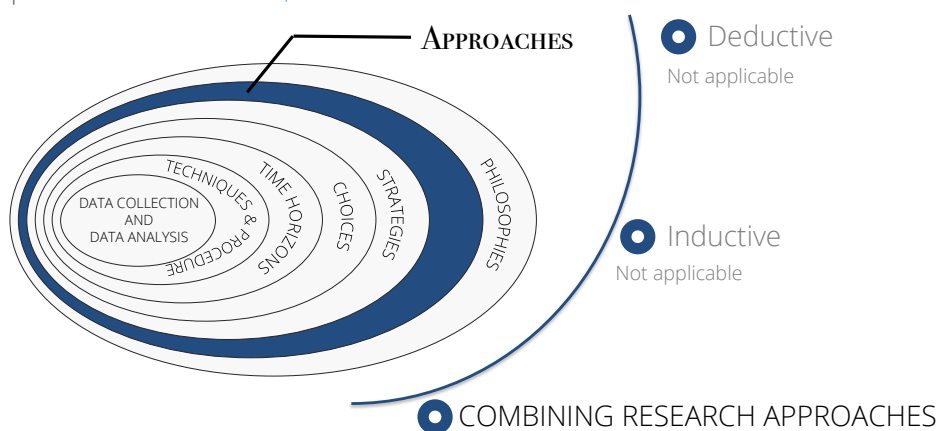 APPROACHES
Deductive
Not applicable
PHILOSOPHIES
STRATEGIES
CHOICES
TIME HORIZONS
TECHNIQUES & PROCEDURE
DATA COLLECTION
AND
DATA ANALYSIS
Inductive
Not applicable
COMBINING RESEARCH APPROACHES